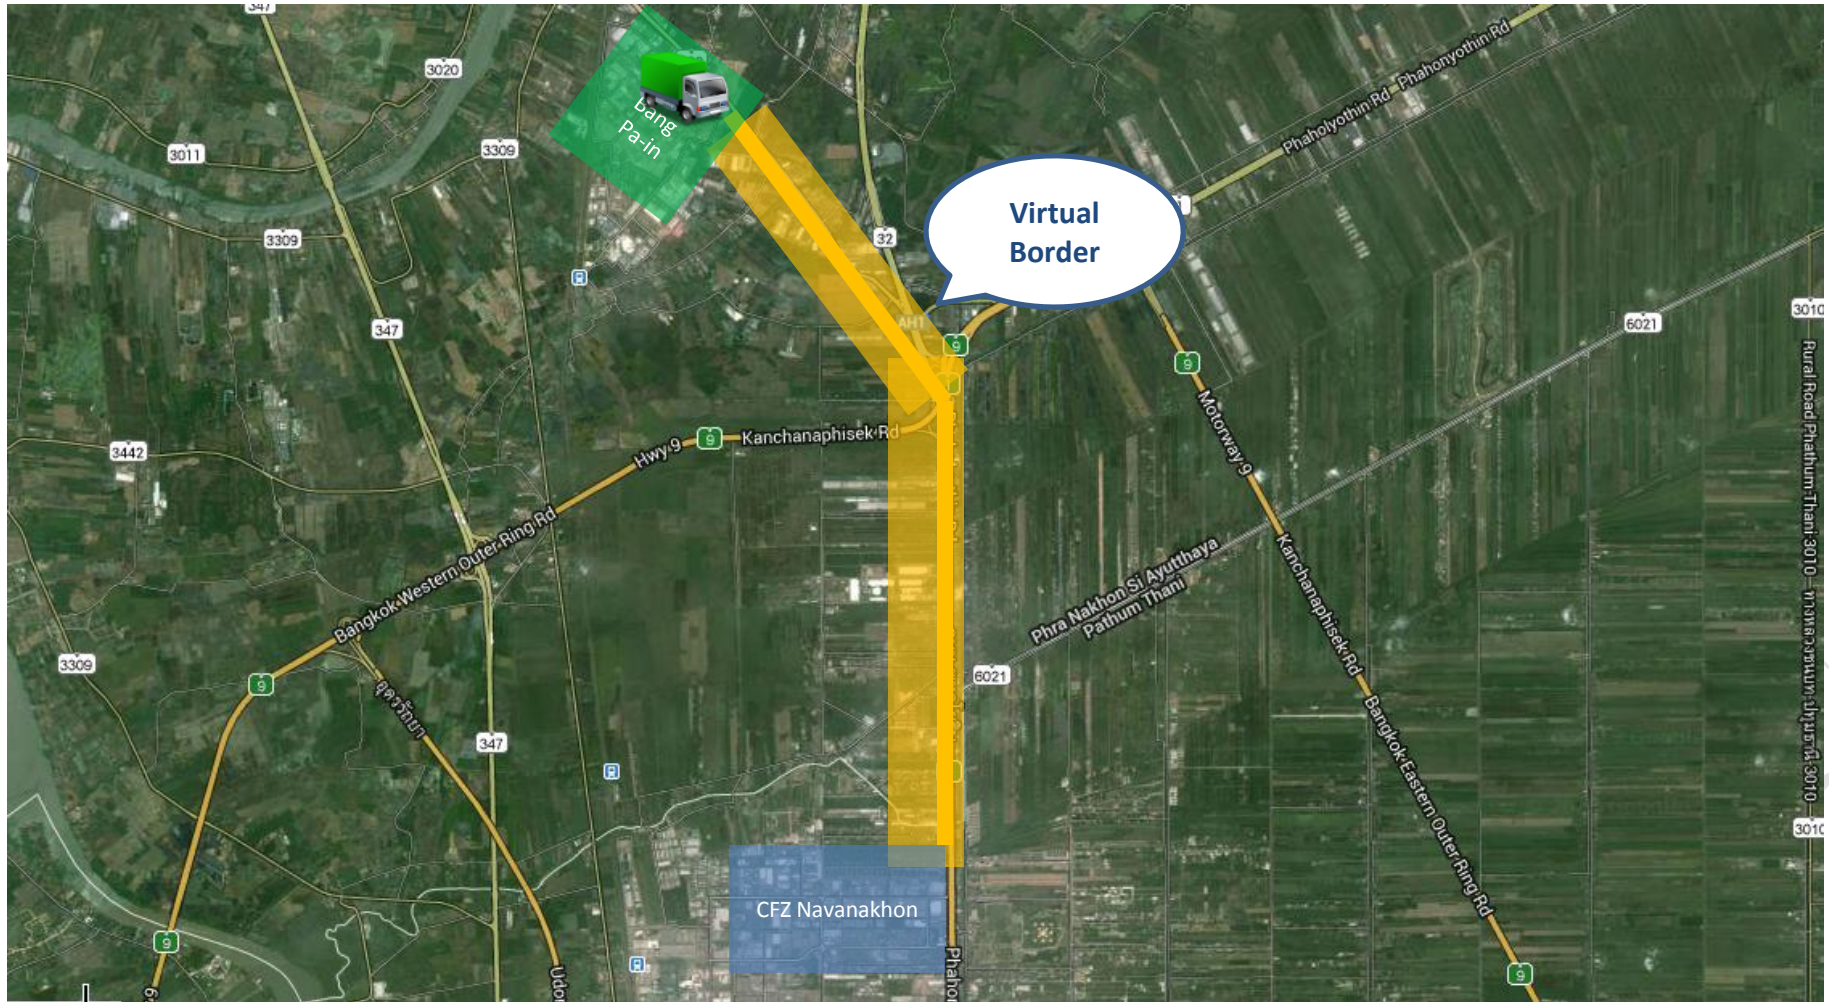 347
3020
Phaholyothin Rd
Phahonyothin Rd
bang
Pa-in
3011
3309
3309
32
Virtual
Border
347
AH1
9
9
6021
3010
3442
Hwy 9
9
Kanchanaphisek Rd
Motorway 9
Bangkok Western Outer Ring Rd
Kanchanaphisek Rd
Phra Nakhon Si Ayutthaya
Pathum Thani
Rural Road Phathum Thani 3010
3309
9
6021
347
Bangkok Eastern Outer Ring Rd
3010
CFZ Navanakhon
9
9
9
Udor
Phahor